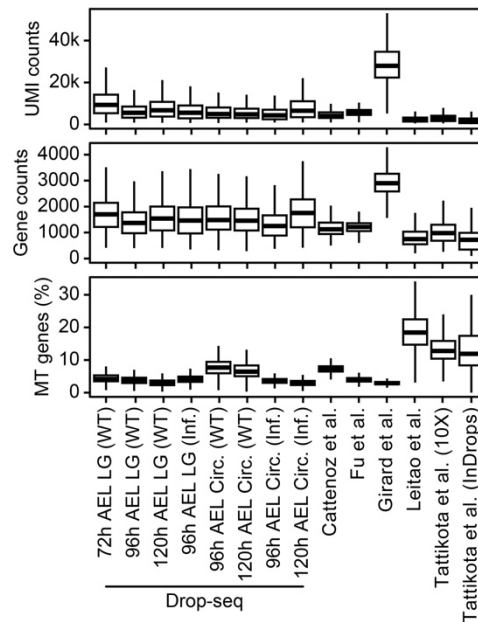 UMI counts
40k
20k
0
Gene counts
4000
3000
2000
1000
0
MT genes (%)
30
20
10
0
72h AEL LG (WT)
96h AEL LG (WT)
120h AEL LG (WT)
96h AEL LG (Inf.)
96h AEL Circ. (WT)
120h AEL Circ. (WT)
96h AEL Circ. (Inf.)
120h AEL Circ. (Inf.)
Cattenoz et al.
Fu et al.
Girard et al.
Leitao et al.
Tattikota et al. (10X)
Tattikota et al. (InDrops)
Drop-seq